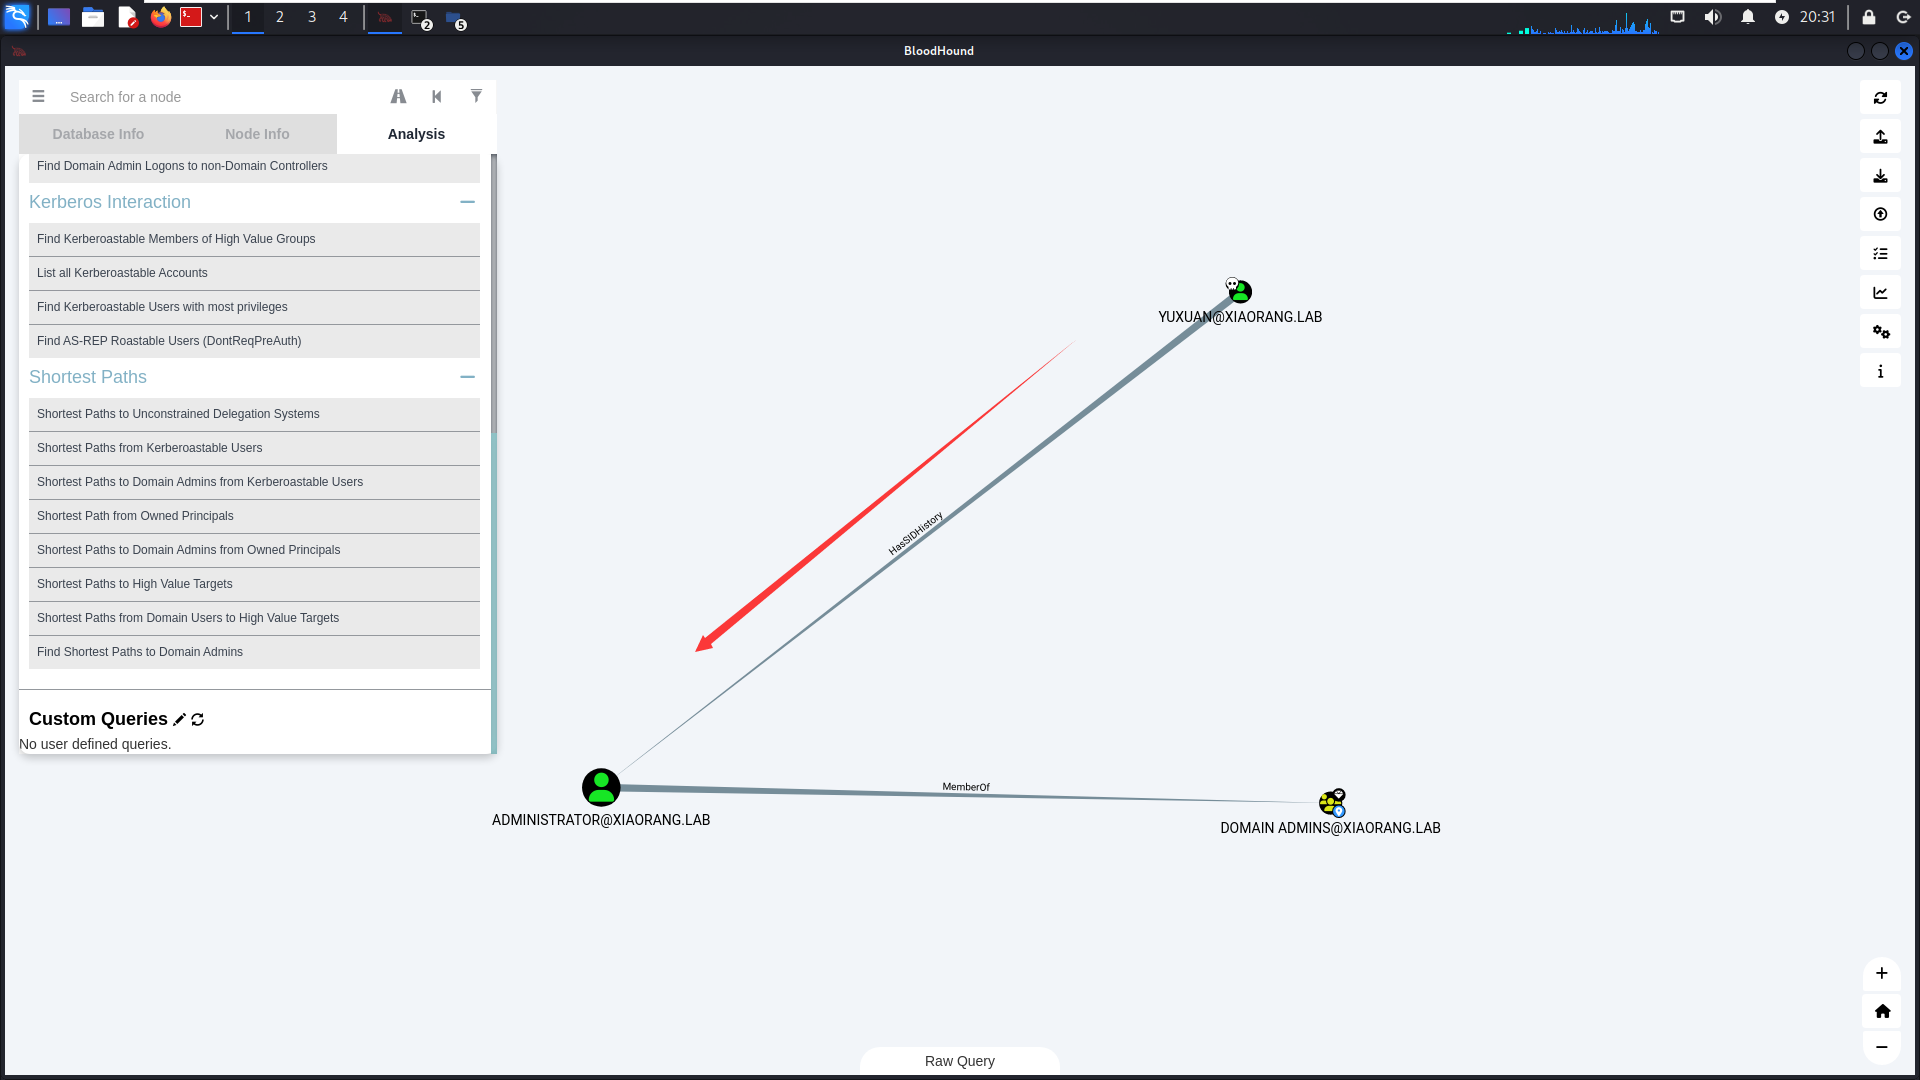 1 2 3 4
2
5
20:31
BloodHound
Search for a node
Database Info Node Info Analysis
Find Domain Admin Logons to non-Domain Controllers
Kerberos Interaction
Find Kerberoastable Members of High Value Groups
List all Kerberoastable Accounts
Find Kerberoastable Users with most privileges
Find AS-REP Roastable Users (DontReqPreAuth)
Shortest Paths
Shortest Paths to Unconstrained Delegation Systems
Shortest Paths from Kerberoastable Users
Shortest Paths to Domain Admins from Kerberoastable Users
Shortest Path from Owned Principals
Shortest Paths to Domain Admins from Owned Principals
Shortest Paths to High Value Targets
Shortest Paths from Domain Users to High Value Targets
Find Shortest Paths to Domain Admins
Custom Queries
No user defined queries.
YUXUAN@XIAORANG.LAB
HasSIDHistory
MemberOf
ADMINISTRATOR@XIAORANG.LAB
DOMAIN ADMINS@XIAORANG.LAB
Raw Query